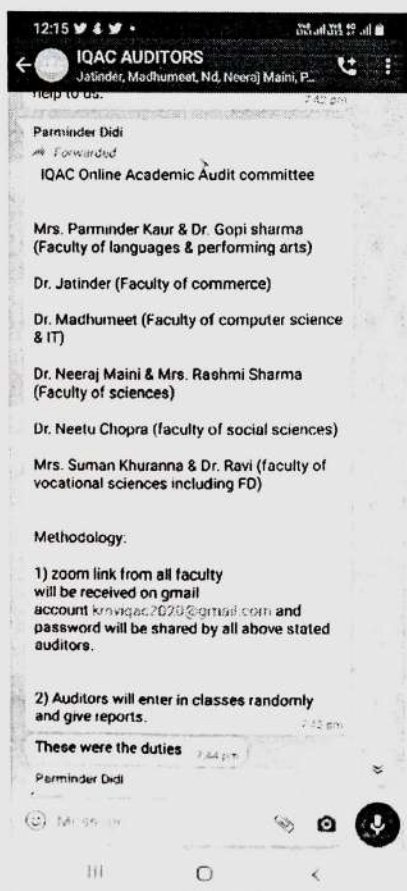 12:15
IQAC AUDITORS
Jatinder, Madhumeet, Nd, Neeraj Maini, P...
help to us.
7:42 pm
Parminder Didi
Forwarded
IQAC Online Academic Audit committee
Mrs. Parminder Kaur & Dr. Gopi sharma
(Faculty of languages & performing arts)
Dr. Jatinder (Faculty of commerce)
Dr. Madhumeet (Faculty of computer science
& IT)
Dr. Neeraj Maini & Mrs. Rashmi Sharma
(Faculty of sciences)
Dr. Neetu Chopra (faculty of social sciences)
Mrs. Suman Khuranna & Dr. Ravi (faculty of
vocational sciences including FD)
Methodology:
1) zoom link from all faculty
will be received on gmail
account kmviqac2020@gmail.com and
password will be shared by all above stated
auditors.
2) Auditors will enter in classes randomly
and give reports.
These were the duties
7:44 pm
Parminder Didi